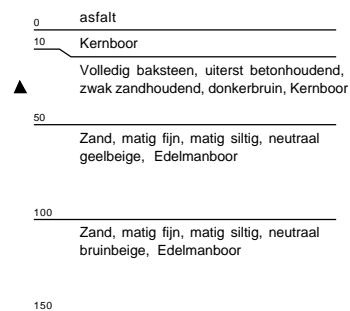 0 asfalt
10 Kernboor
Volledig baksteen, uiterst betonhoudend,
zwak zandhoudend, donkerbruin, Kernboor
50
Zand, matig fijn, matig siltig, neutraal
geelbeige, Edelmanboor
100
Zand, matig fijn, matig siltig, neutraal
bruinbeige, Edelmanboor
150